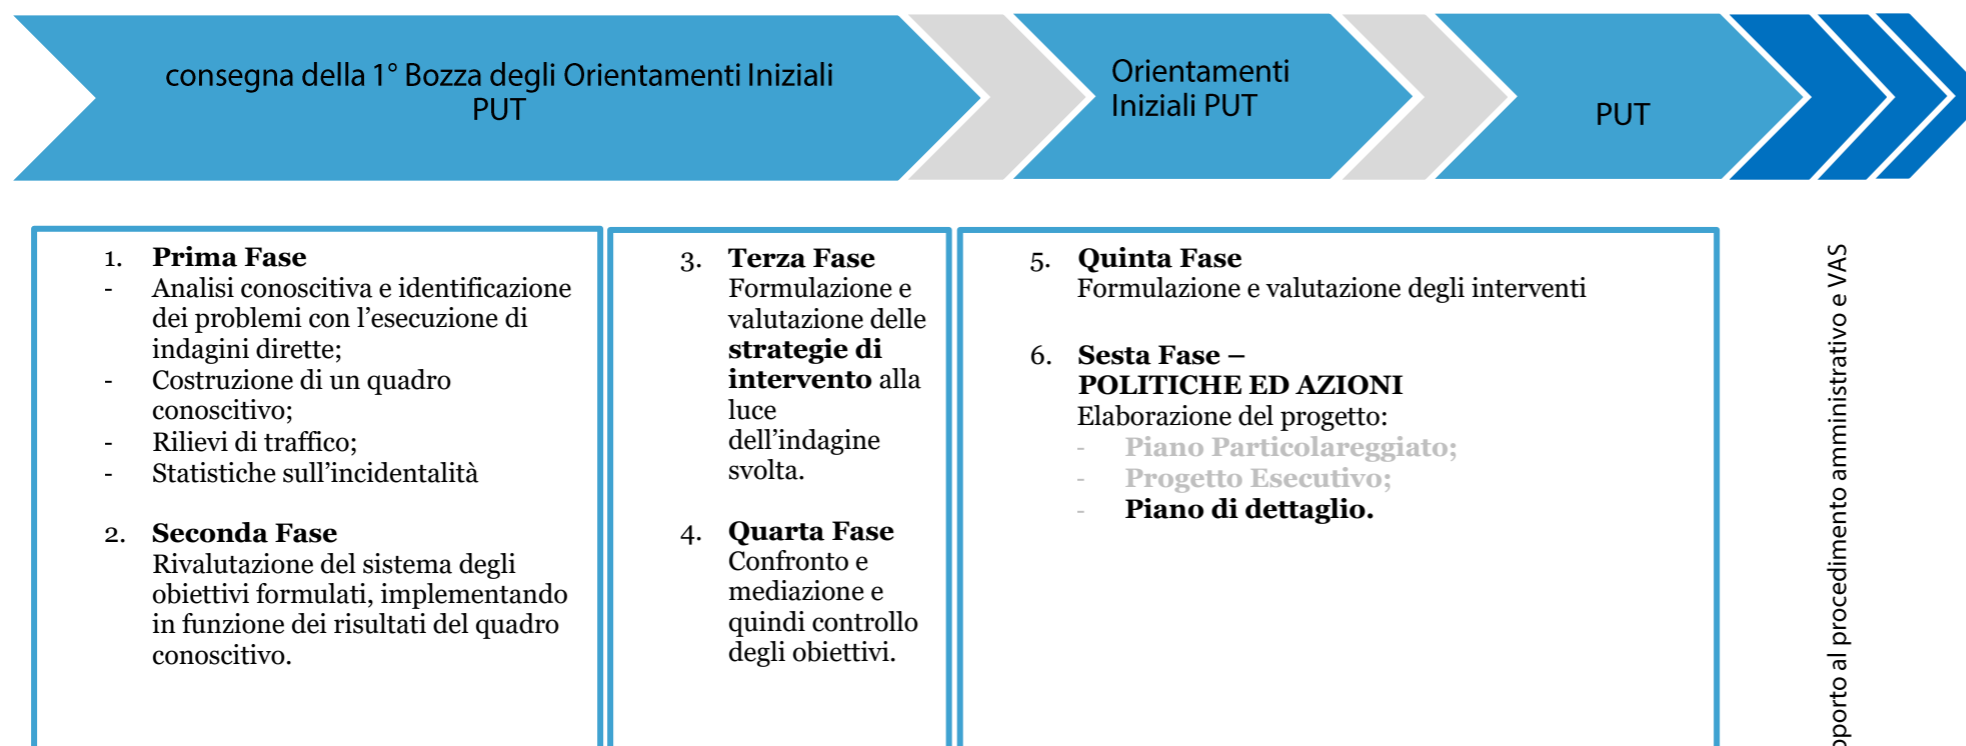 consegna della 1° Bozza degli Orientamenti Iniziali
PUT
Orientamenti
Iniziali PUT
PUT
1. Prima Fase
- Analisi conoscitiva e identificazione
dei problemi con l’esecuzione di
indagini dirette;
- Costruzione di un quadro
conoscitivo;
- Rilievi di traffico;
- Statistiche sull’incidentalità
2. Seconda Fase
Rivalutazione del sistema degli
obiettivi formulati, implementando
in funzione dei risultati del quadro
conoscitivo.
3. Terza Fase
Formulazione e
valutazione delle
strategie di
intervento alla
luce
dell’indagine
svolta.
4. Quarta Fase
Confronto e
mediazione e
quindi controllo
degli obiettivi.
5. Quinta Fase
Formulazione e valutazione degli interventi
6. Sesta Fase –
POLITICHE ED AZIONI
Elaborazione del progetto:
- Piano Particolareggiato;
- Progetto Esecutivo;
- Piano di dettaglio.
al procedimento amministrativo e VAS